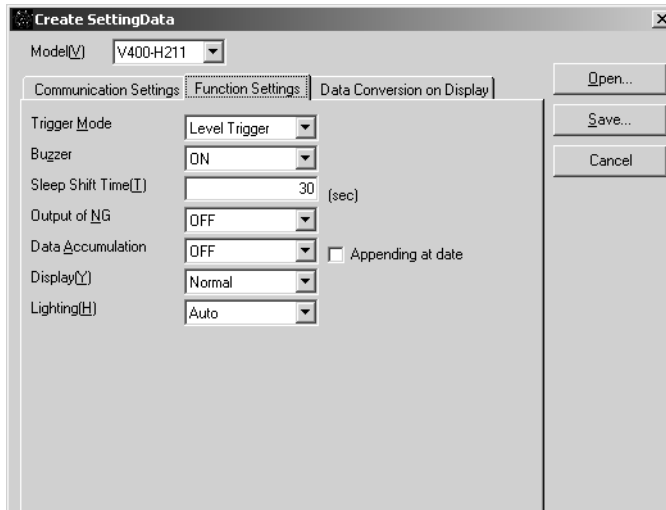 Create SettingData
Model(V) V400-H211
Communication Settings Function Settings Data Conversion on Display
Open...
Save...
Cancel
Trigger Mode Level Trigger
Buzzer ON
Sleep Shift Time(T) 30 (sec)
Output of NG OFF
Data Accumulation OFF Appending at date
Display(Y) Normal
Lighting(H) Auto